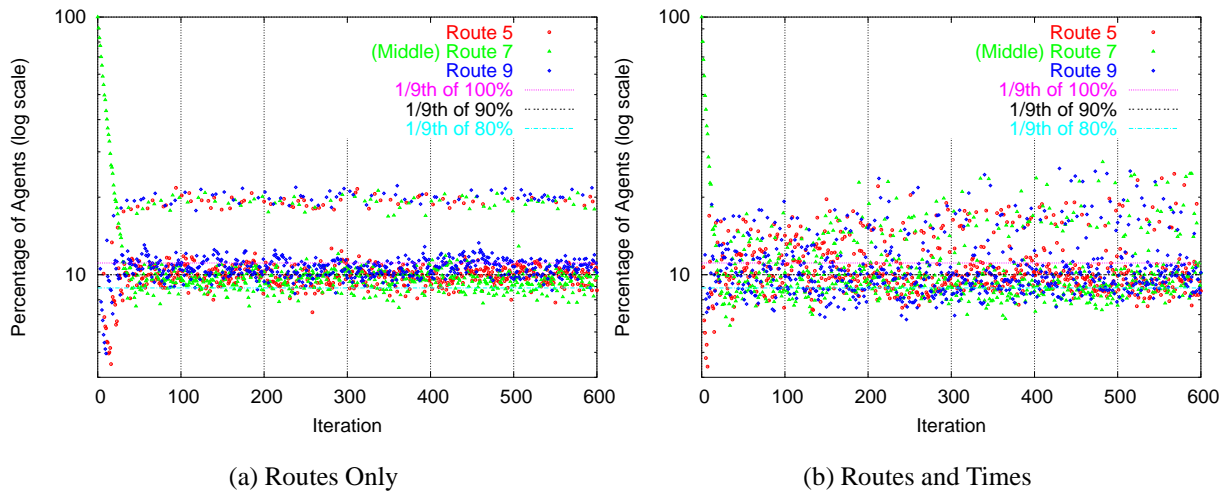 Percentage of Agents (log scale)
100
10
Route 5
(Middle) Route 7
Route 9
1/9th of 100%
1/9th of 90%
1/9th of 80%
0 100 200 300 400 500 600
Iteration
(a) Routes Only
Percentage of Agents (log scale)
100
10
Route 5
(Middle) Route 7
Route 9
1/9th of 100%
1/9th of 90%
1/9th of 80%
0 100 200 300 400 500 600
Iteration
(b) Routes and Times